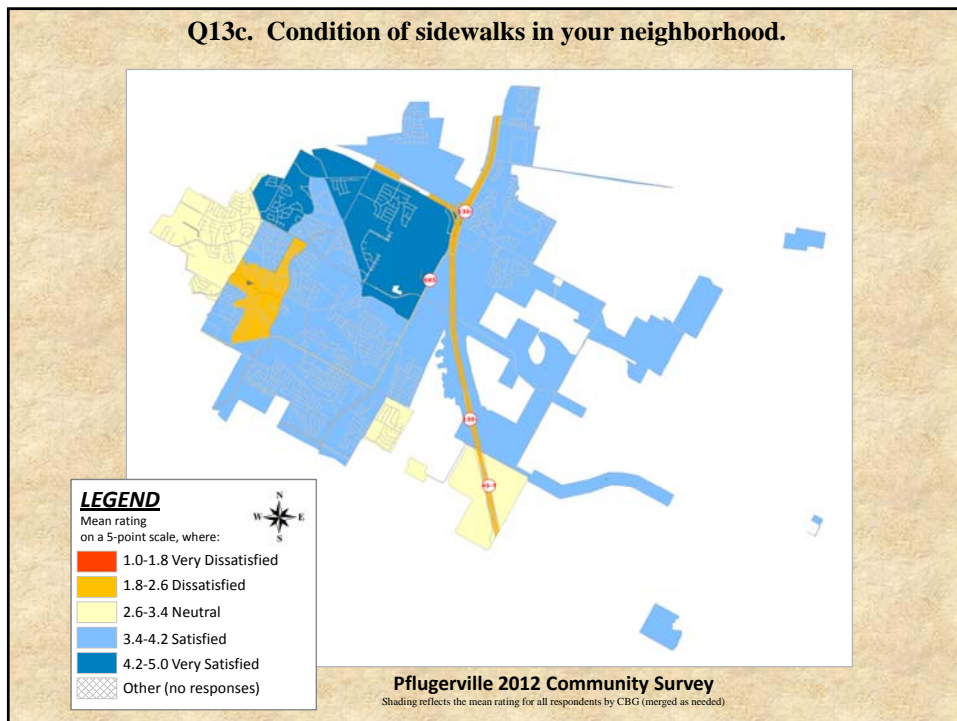 Q13c. Condition of sidewalks in your neighborhood.
130
685
130
LEGEND
Mean rating
on a 5-point scale, where:
N
W E
S
1.0-1.8 Very Dissatisfied
1.8-2.6 Dissatisfied
2.6-3.4 Neutral
3.4-4.2 Satisfied
4.2-5.0 Very Satisfied
Other (no responses)
Pflugerville 2012 Community Survey
Shading reflects the mean rating for all respondents by CBG (merged as needed)